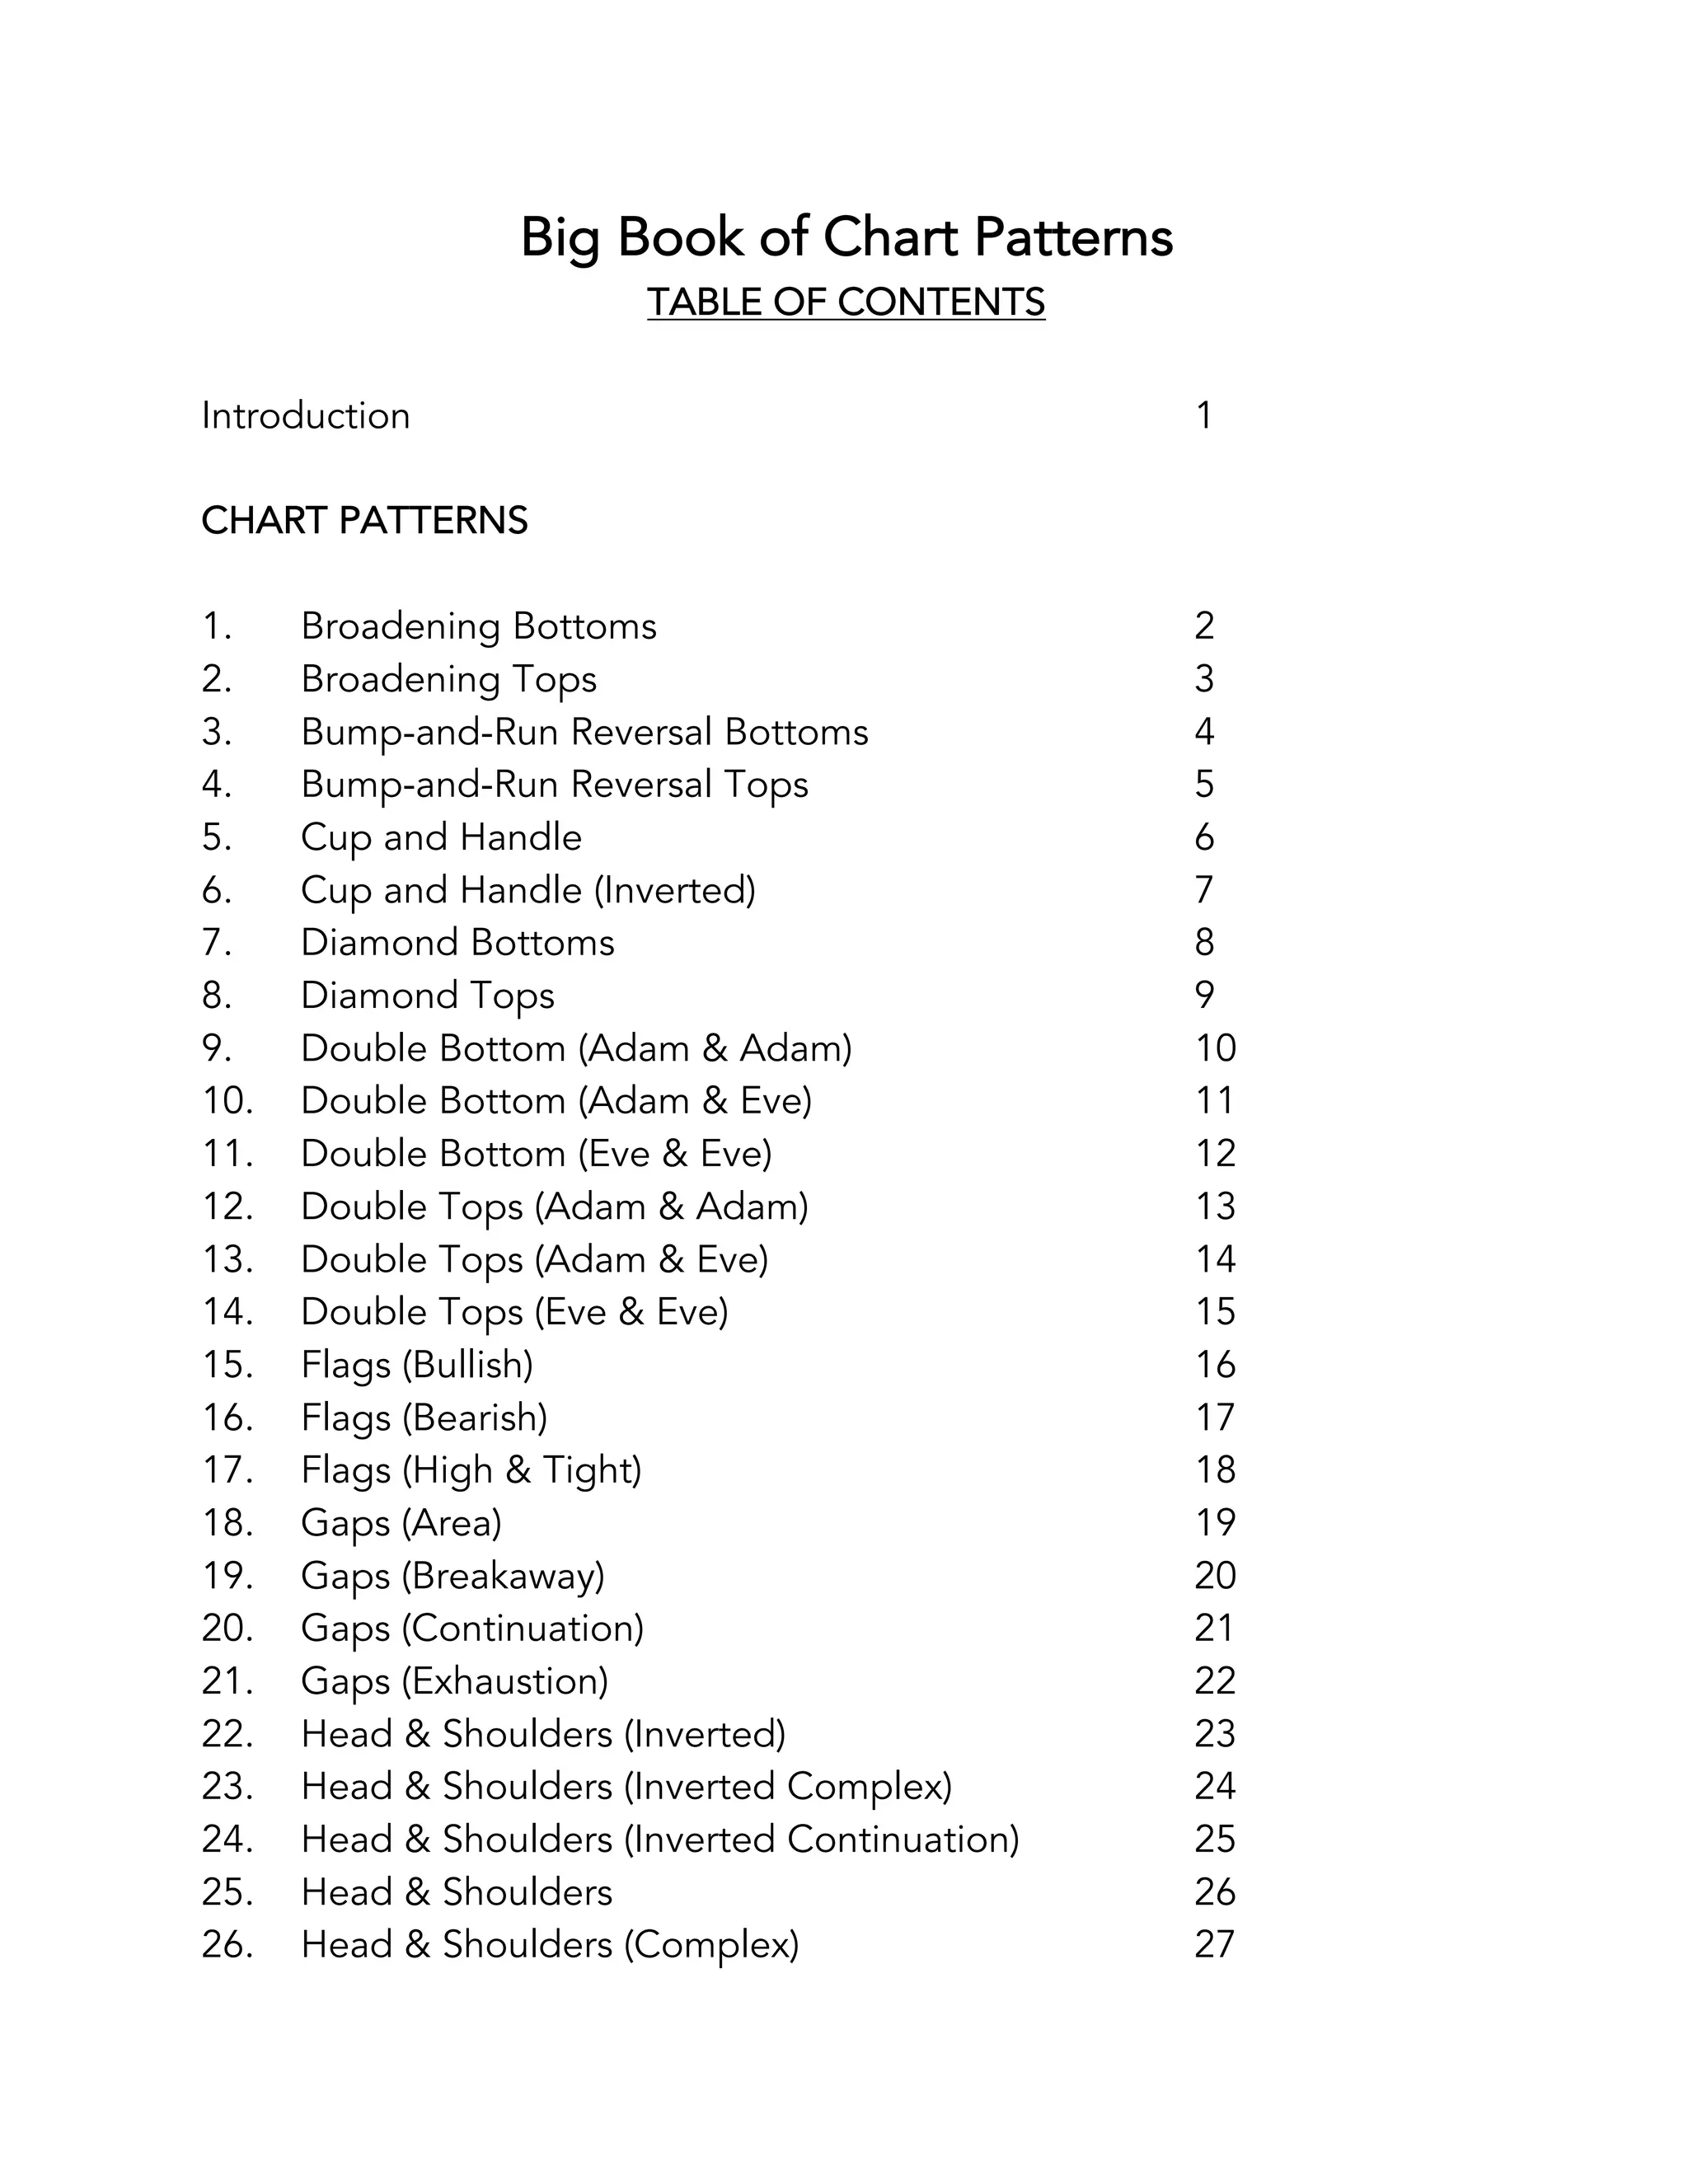 Big Book of Chart Patterns
TABLE OF CONTENTS
Introduction 1
CHART PATTERNS
1. Broadening Bottoms 2
2. Broadening Tops 3
3. Bump-and-Run Reversal Bottoms 4
4. Bump-and-Run Reversal Tops 5
5. Cup and Handle 6
6. Cup and Handle (Inverted) 7
7. Diamond Bottoms 8
8. Diamond Tops 9
9. Double Bottom (Adam & Adam) 10
10. Double Bottom (Adam & Eve) 11
11. Double Bottom (Eve & Eve) 12
12. Double Tops (Adam & Adam) 13
13. Double Tops (Adam & Eve) 14
14. Double Tops (Eve & Eve) 15
15. Flags (Bullish) 16
16. Flags (Bearish) 17
17. Flags (High & Tight) 18
18. Gaps (Area) 19
19. Gaps (Breakaway) 20
20. Gaps (Continuation) 21
21. Gaps (Exhaustion) 22
22. Head & Shoulders (Inverted) 23
23. Head & Shoulders (Inverted Complex) 24
24. Head & Shoulders (Inverted Continuation) 25
25. Head & Shoulders 26
26. Head & Shoulders (Complex) 27